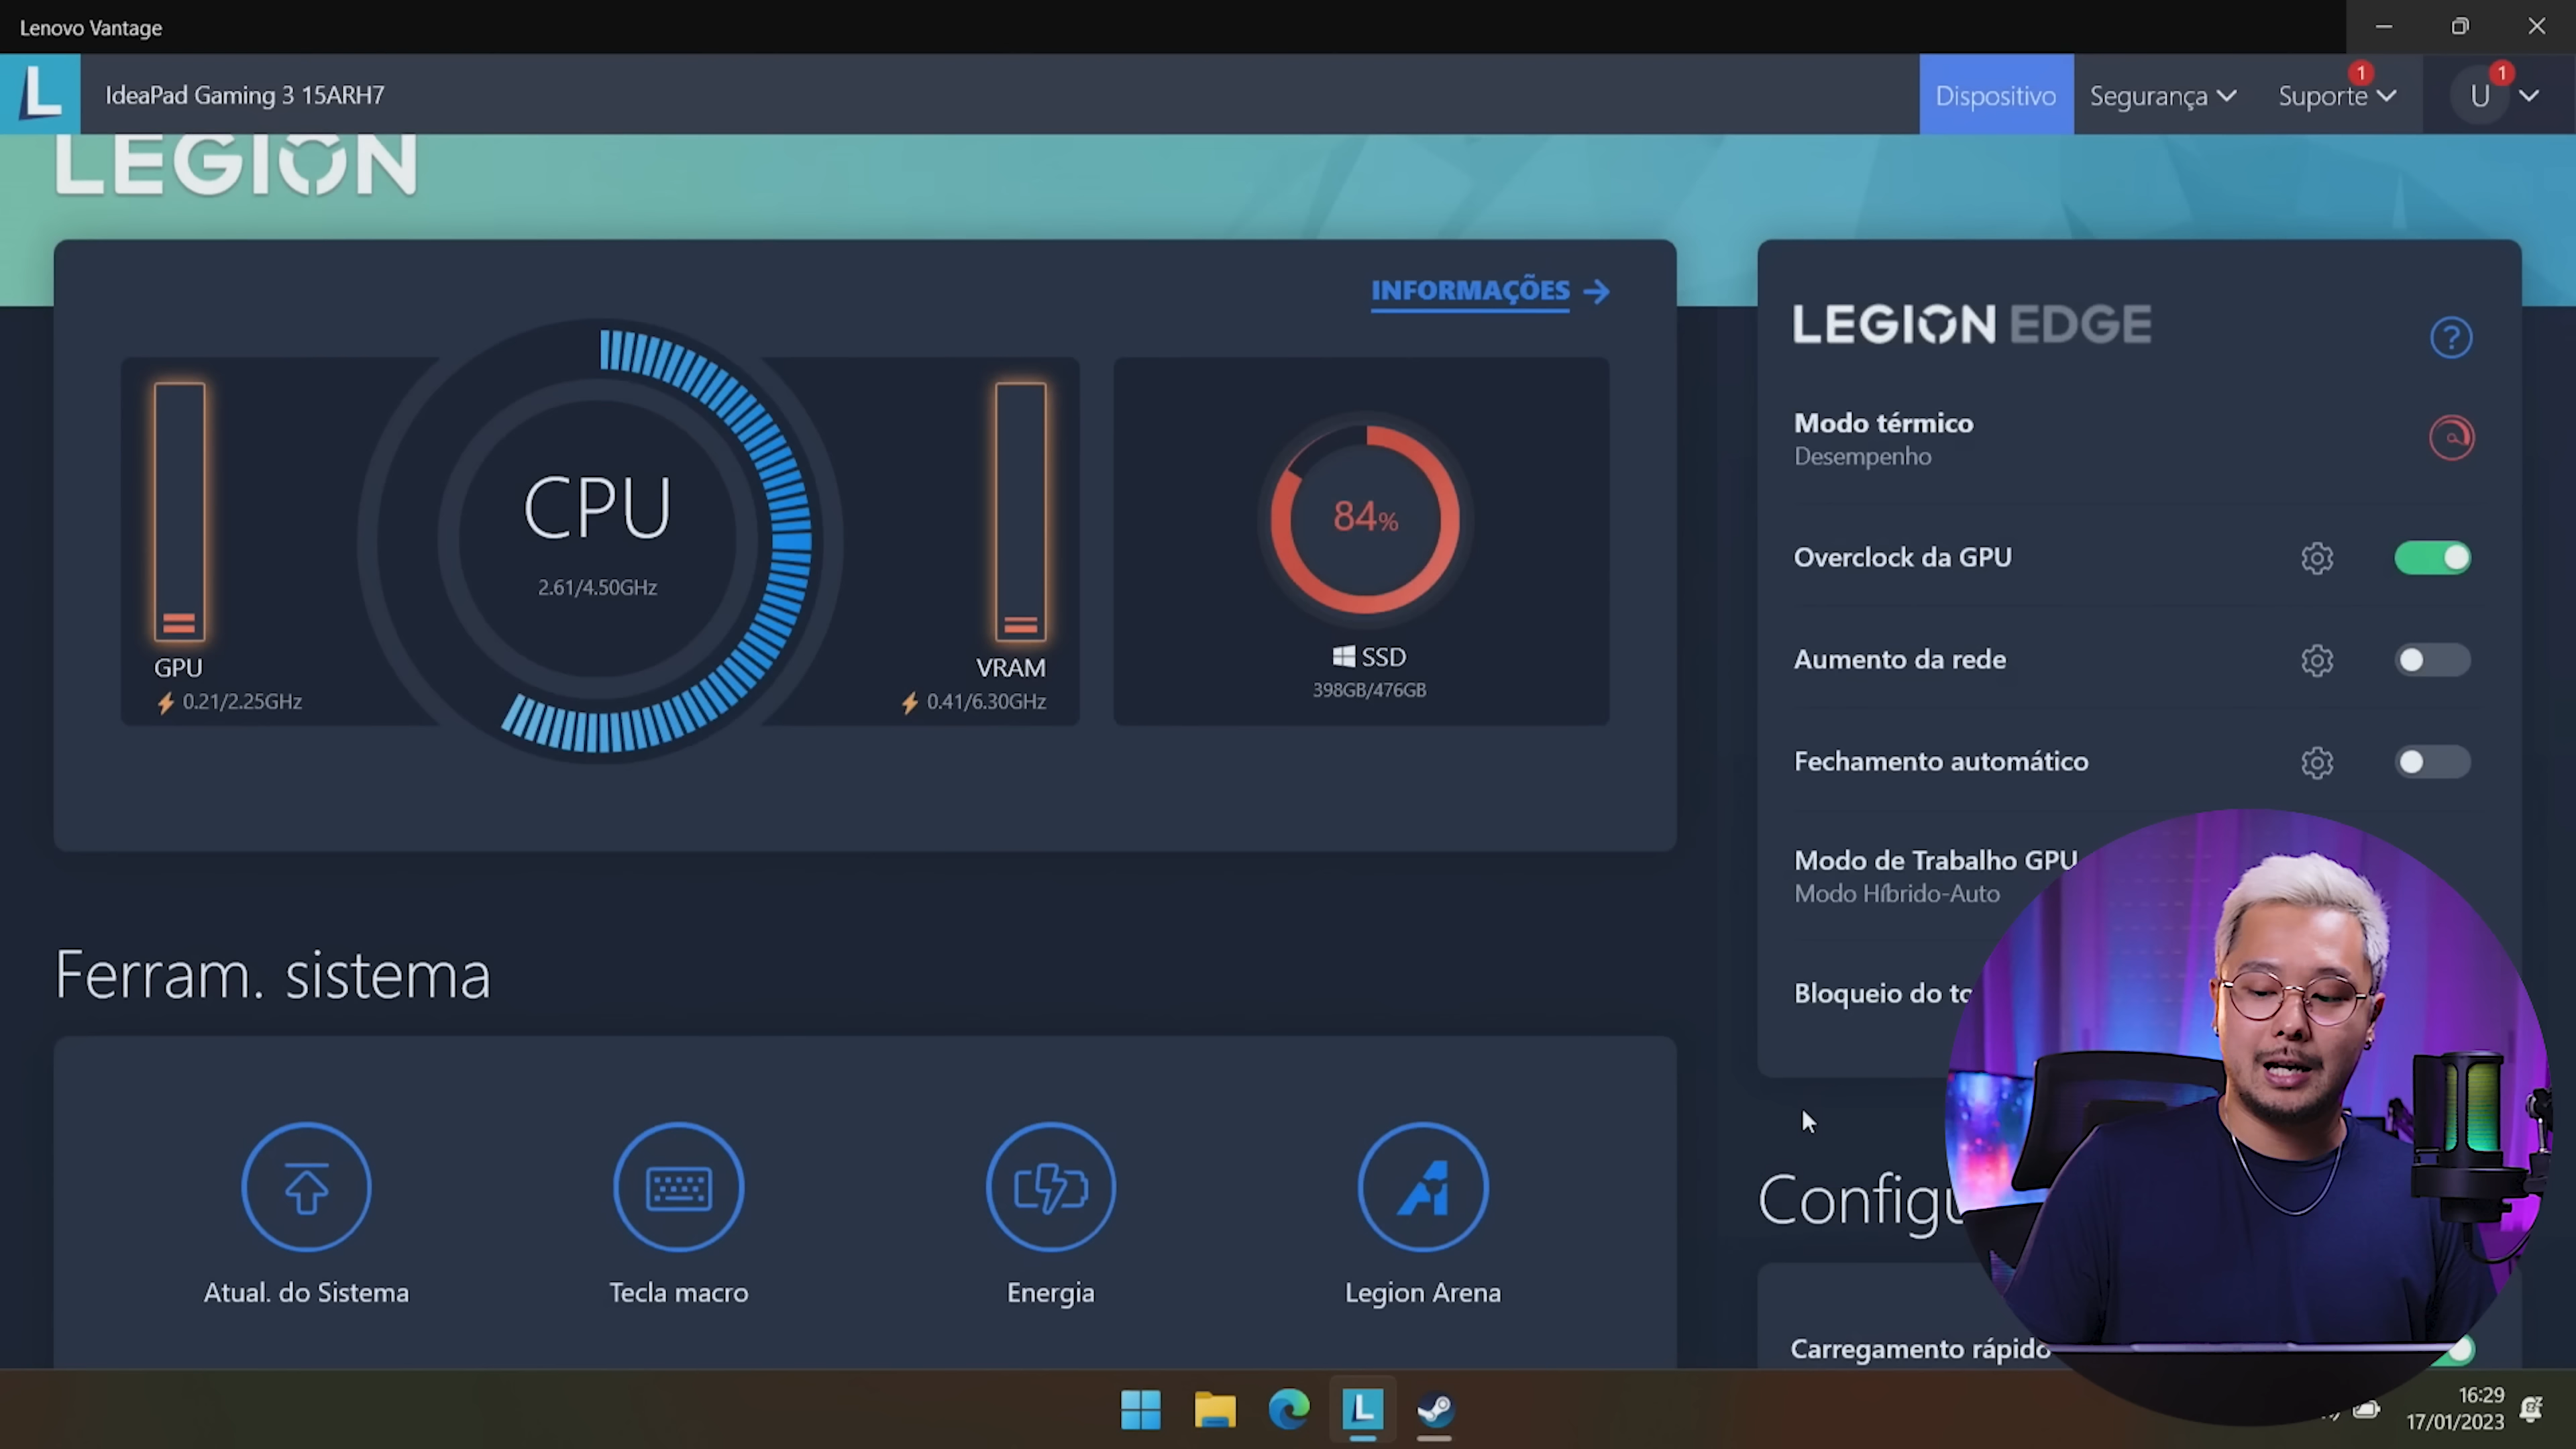 Lenovo Vantage
IdeaPad Gaming 3 15ARH7
Dispositivo
Segurança
Suporte
1
U
1
LEGION
INFORMAÇÕES
CPU
2.61/4.50GHz
GPU
0.21/2.25GHz
VRAM
0.41/6.30GHz
84%
SSD
398GB/476GB
LEGION EDGE
?
Modo térmico
Desempenho
Overclock da GPU
Aumento da rede
Fechamento automático
Modo de Trabalho GPU
Modo Híbrido-Auto
Bloqueio do
Ferram. sistema
Atual. do Sistema
Tecla macro
Energia
Legion Arena
Carregamento rápido
16:29
17/01/2023